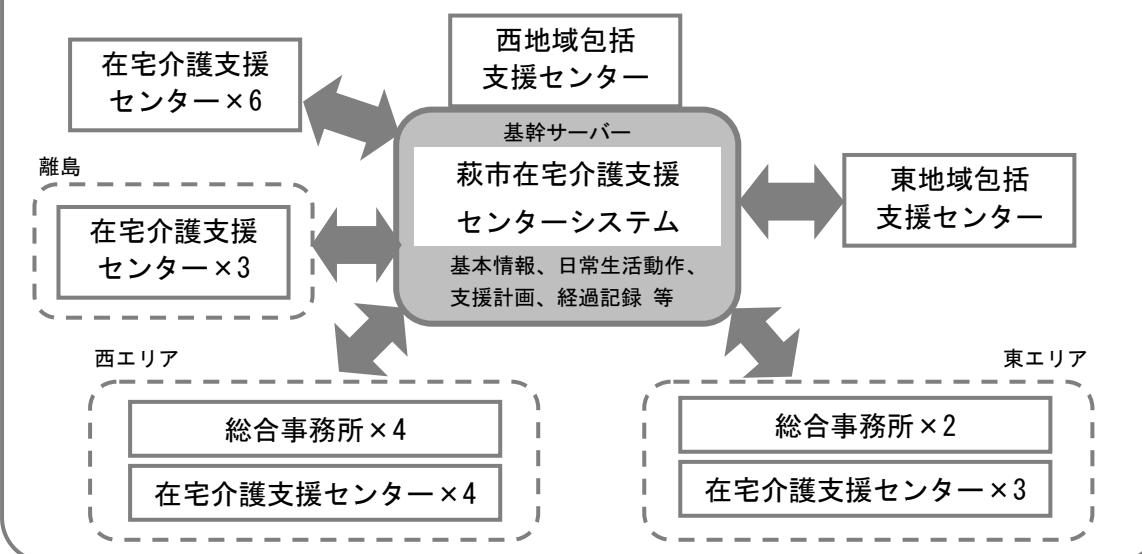 西地域包括
支援センター
在宅介護支援
センター×6
基幹サーバー
萩市在宅介護支援
センターシステム
基本情報、日常生活動作、
支援計画、経過記録 等
離島
在宅介護支援
センター×3
東地域包括
支援センター
西エリア
総合事務所×4
在宅介護支援センター×4
東エリア
総合事務所×2
在宅介護支援センター×3